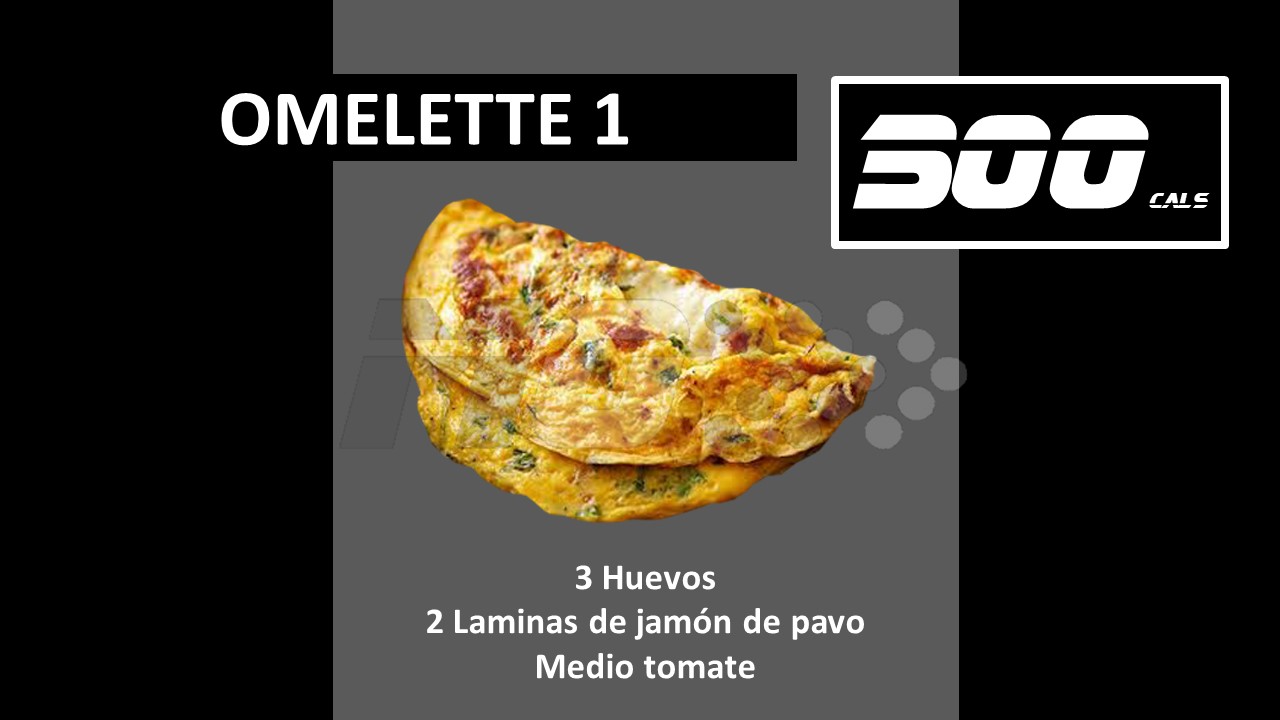 OMELETTE 1
300 CALS
3 Huevos
2 Laminas de jamón de pavo
Medio tomate